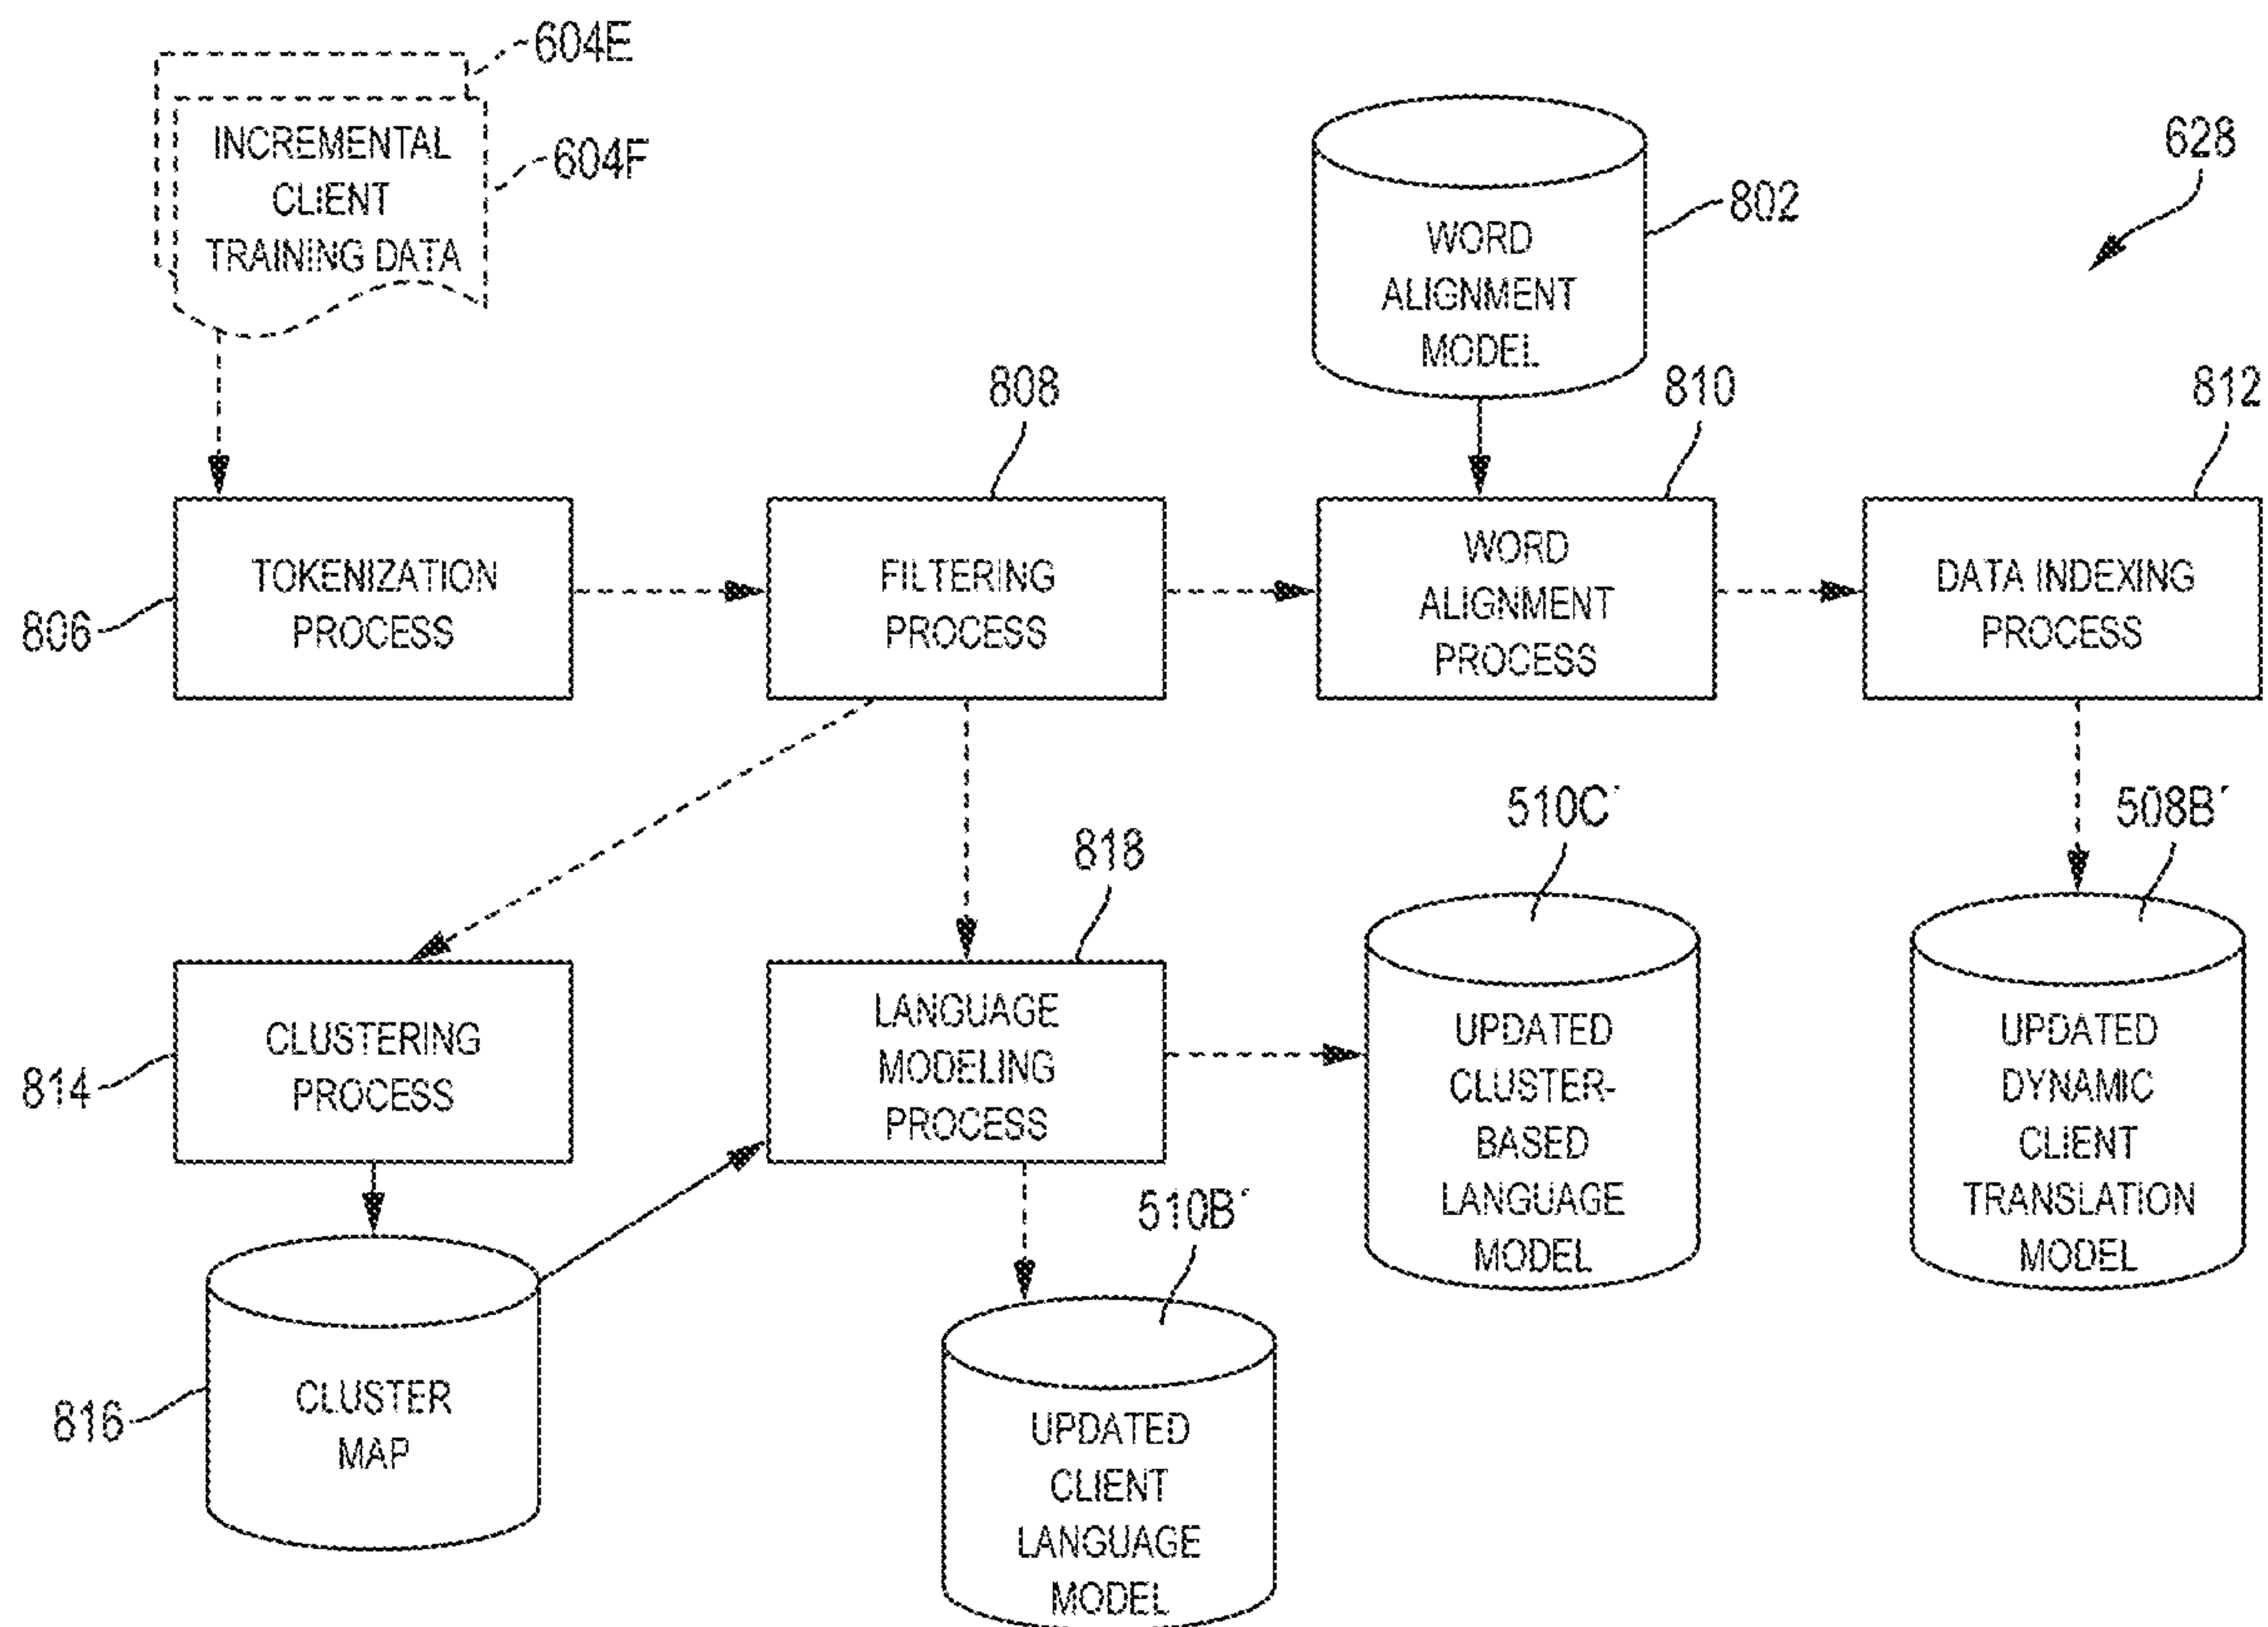 604E
INCREMENTAL
CLIENT
TRAINING DATA
604F
WORD
ALIGNMENT
MODEL
802
628
808
810
812
TOKENIZATION
PROCESS
806
FILTERING
PROCESS
WORD
ALIGNMENT
PROCESS
DATA INDEXING
PROCESS
818
510C´
508B´
CLUSTERING
PROCESS
814
LANGUAGE
MODELING
PROCESS
UPDATED
CLUSTER-
BASED
LANGUAGE
MODEL
UPDATED
DYNAMIC
CLIENT
TRANSLATION
MODEL
510B´
CLUSTER
MAP
816
UPDATED
CLIENT
LANGUAGE
MODEL